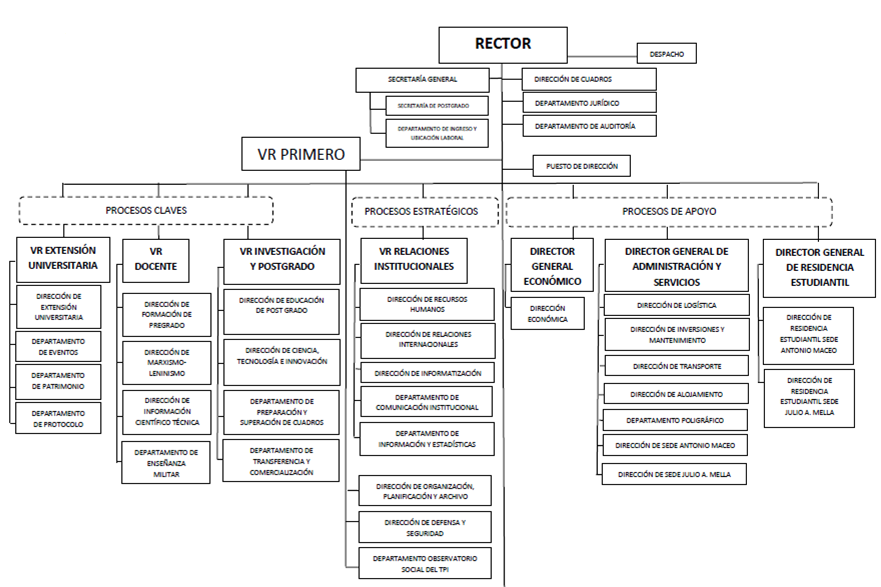 RECTOR
DESPACHO
SECRETARÍA GENERAL
DIRECCIÓN DE CUADROS
SECRETARÍA DE POSTGRADO
DEPARTAMENTO JURÍDICO
DEPARTAMENTO DE INGRESO Y
UBICACIÓN LABORAL
DEPARTAMENTO DE AUDITORÍA
VR PRIMERO
PUESTO DE DIRECCIÓN
PROCESOS CLAVES
PROCESOS ESTRATÉGICOS
PROCESOS DE APOYO
VR EXTENSIÓN
UNIVERSITARIA
DIRECCIÓN DE
EXTENSIÓN
UNIVERSITARIA
DEPARTAMENTO
DE EVENTOS
DEPARTAMENTO
DE PATRIMONIO
DEPARTAMENTO
DE PROTOCOLO
VR
DOCENTE
DIRECCIÓN DE
FORMACIÓN DE
PREGRADO
DIRECCIÓN DE
MARXISMO-
LENINISMO
DIRECCIÓN DE
INFORMACIÓN
CIENTÍFICO TÉCNICA
DEPARTAMENTO DE
ENSEÑANZA
MILITAR
VR INVESTIGACIÓN
Y POSTGRADO
DIRECCIÓN DE EDUCACIÓN
DE POST GRADO
DIRECCIÓN DE CIENCIA,
TECNOLOGÍA E INNOVACIÓN
DEPARTAMENTO DE
PREPARACIÓN Y
SUPERACIÓN DE CUADROS
DEPARTAMENTO DE
TRANSFERENCIA Y
COMERCIALIZACIÓN
VR RELACIONES
INSTITUCIONALES
DIRECCIÓN DE RECURSOS
HUMANOS
DIRECCIÓN DE RELACIONES
INTERNACIONALES
DIRECCIÓN DE INFORMATIZACIÓN
DEPARTAMENTO DE
COMUNICACIÓN INSTITUCIONAL
DEPARTAMENTO DE
INFORMACIÓN Y ESTADÍSTICAS
DIRECCIÓN DE ORGANIZACIÓN,
PLANIFICACIÓN Y ARCHIVO
DIRECCIÓN DE DEFENSA Y
SEGURIDAD
DEPARTAMENTO OBSERVATORIO
SOCIAL DEL TPI
DIRECTOR
GENERAL
ECONÓMICO
DIRECCIÓN
ECONÓMICA
DIRECTOR GENERAL DE
ADMINISTRACIÓN Y
SERVICIOS
DIRECCIÓN DE LOGÍSTICA
DIRECCIÓN DE INVERSIONES Y
MANTENIMIENTO
DIRECCIÓN DE TRANSPORTE
DIRECCIÓN DE ALOJAMIENTO
DEPARTAMENTO POLIGRÁFICO
DIRECCIÓN DE SEDE ANTONIO MACEO
DIRECCIÓN DE SEDE JULIO A. MELLA
DIRECTOR GENERAL
DE RESIDENCIA
ESTUDIANTIL
DIRECCIÓN DE
RESIDENCIA
ESTUDIANTIL SEDE
ANTONIO MACEO
DIRECCIÓN DE
RESIDENCIA
ESTUDIANTIL SEDE
JULIO A. MELLA